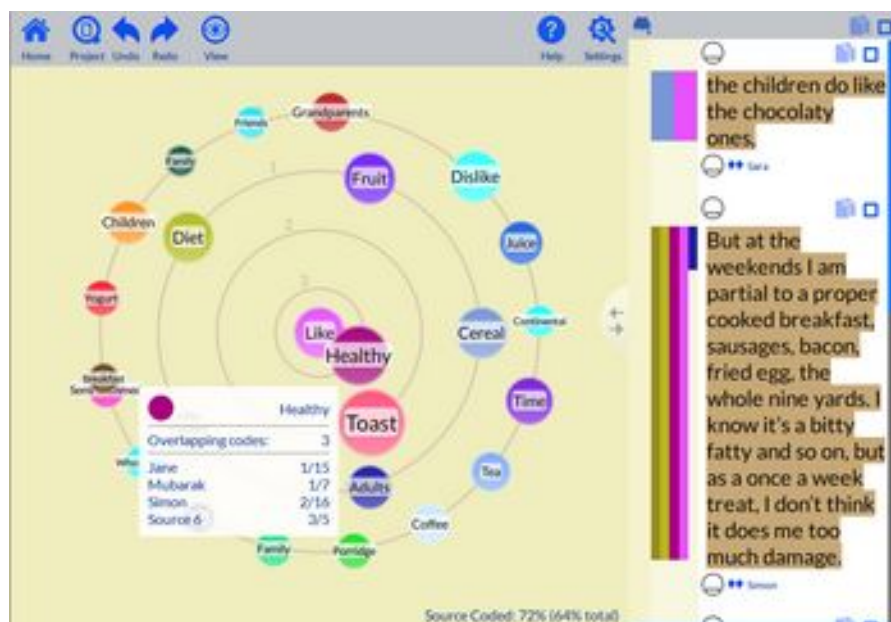 Home Project Undo Redo View Help Settings
Grandparents
Friends
Family
Fruit
Dislike
Children
Diet
Juice
Yogurt
Like
Cereal
Continental
Healthy
Breakfast
Time
Toast
Healthy
Overlapping codes: 3
Jane 1/15
Mubarak 1/7
Simon 2/16
Source 6 3/5
Adults
Tea
Coffee
Family
Porridge
Source Coded: 72% (64% total)
1
2
3
the children do like
the chocolaty
ones,
Sara
But at the
weekends I am
partial to a proper
cooked breakfast,
sausages, bacon,
fried egg, the
whole nine yards. I
know it's a bitty
fatty and so on, but
as a once a week
treat, I don't think
it does me too
much damage.
Simon